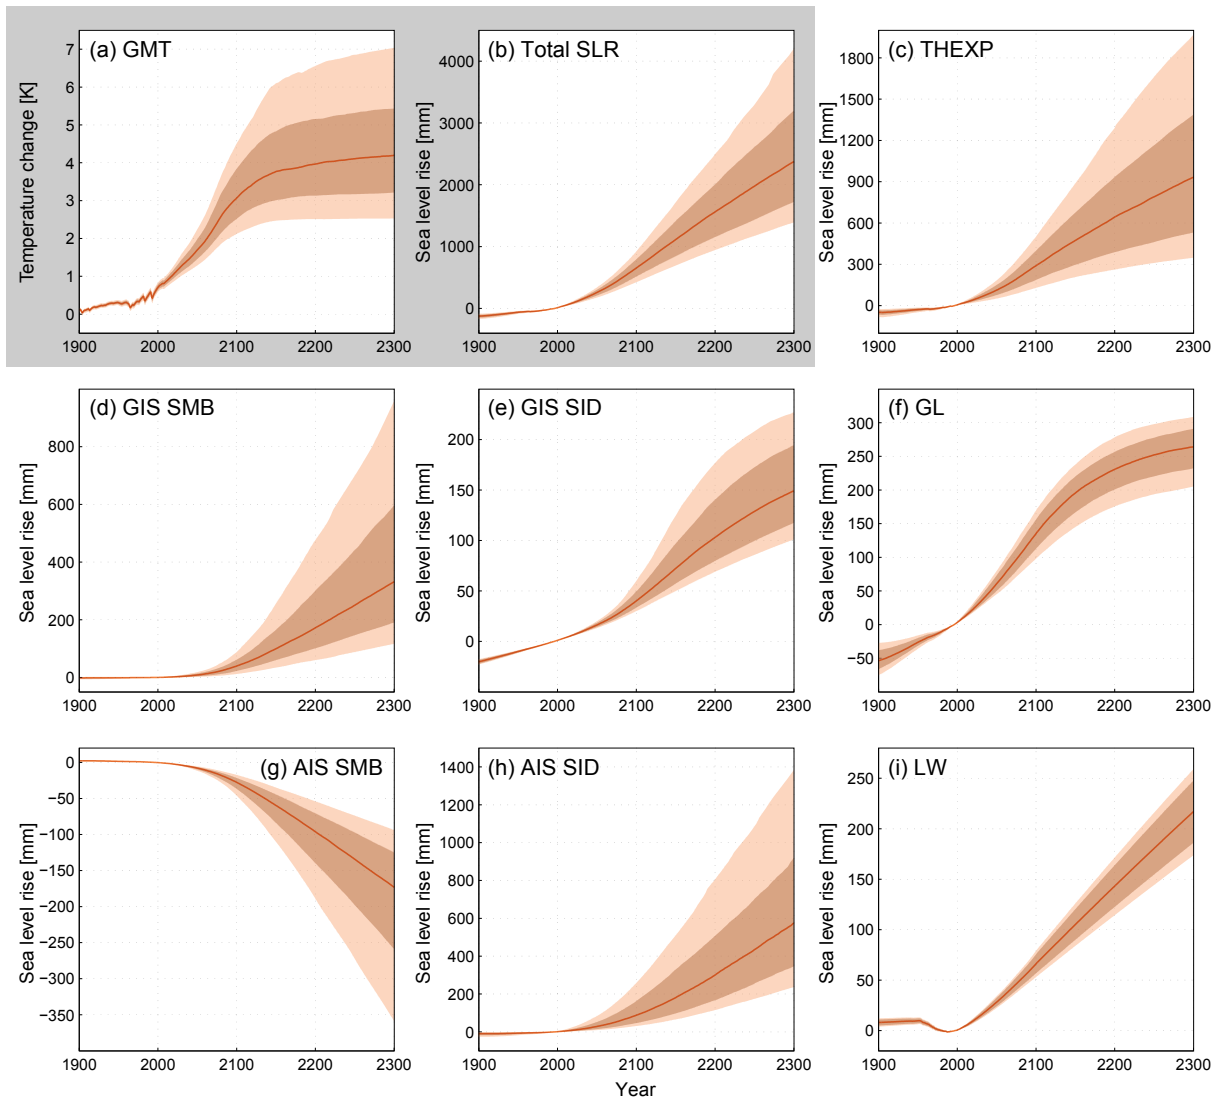 (a) GMT
Temperature change [K]
7
6
5
4
3
2
1
0
1900 2000 2100 2200 2300
(b) Total SLR
Sea level rise [mm]
4000
3000
2000
1000
0
1900 2000 2100 2200 2300
(c) THEXP
Sea level rise [mm]
1800
1500
1200
900
600
300
0
1900 2000 2100 2200 2300
(d) GIS SMB
Sea level rise [mm]
800
600
400
200
0
1900 2000 2100 2200 2300
(e) GIS SID
Sea level rise [mm]
200
150
100
50
0
1900 2000 2100 2200 2300
(f) GL
Sea level rise [mm]
300
250
200
150
100
50
0
−50
1900 2000 2100 2200 2300
(g) AIS SMB
Sea level rise [mm]
0
−50
−100
−150
−200
−250
−300
−350
1900 2000 2100 2200 2300
(h) AIS SID
Sea level rise [mm]
1400
1200
1000
800
600
400
200
0
1900 2000 2100 2200 2300
(i) LW
Sea level rise [mm]
250
200
150
100
50
0
1900 2000 2100 2200 2300
Year